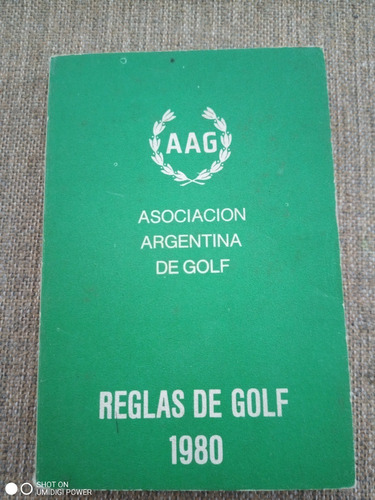 AAG
ASOCIACION
ARGENTINA
DE GOLF
REGLAS DE GOLF
1980
SHOT ON
UMIDIGI POWER